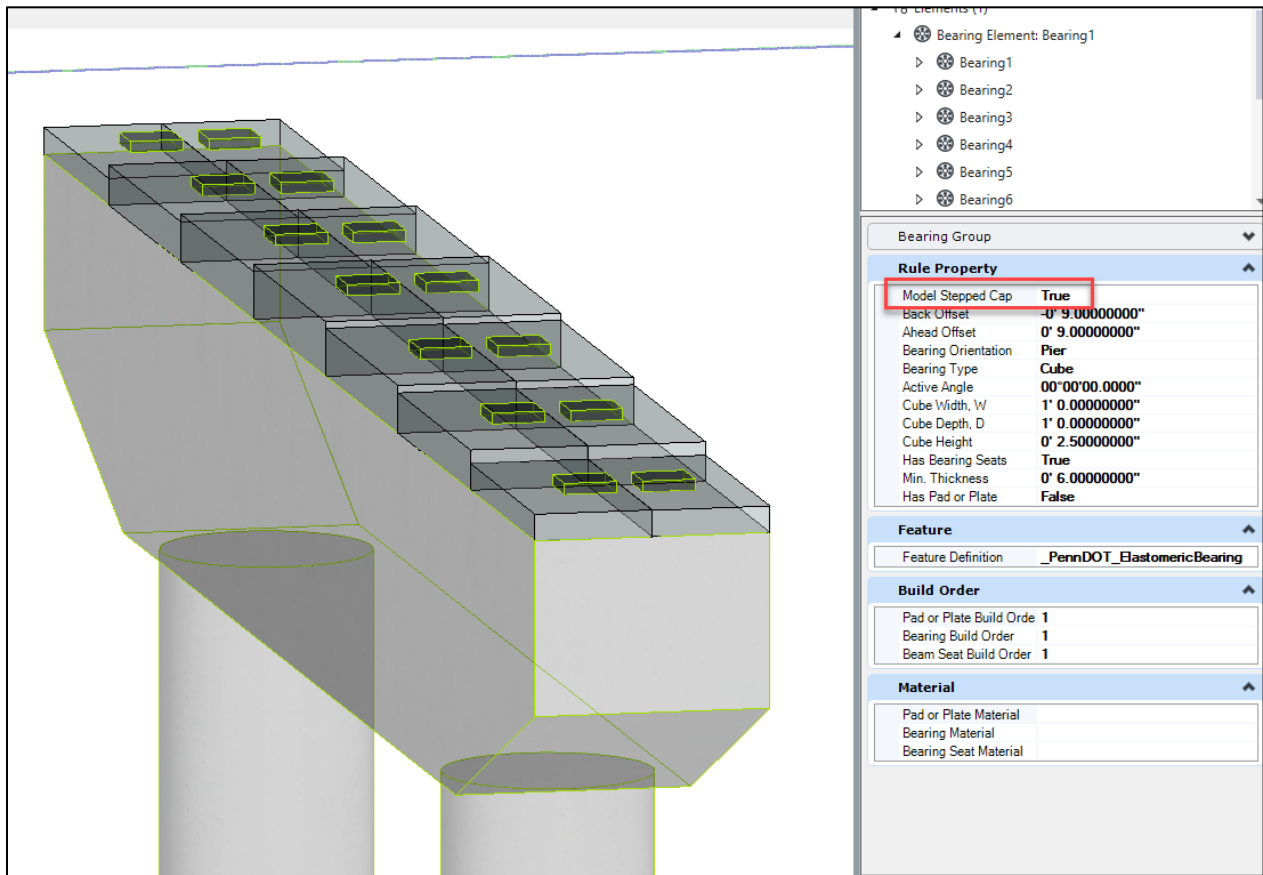 Elements (1)
Bearing Element: Bearing1
Bearing1
Bearing2
Bearing3
Bearing4
Bearing5
Bearing6
Bearing Group
Rule Property
Model Stepped Cap True
Back Offset -0' 9.00000000"
Ahead Offset 0' 9.00000000"
Bearing Orientation Pier
Bearing Type Cube
Active Angle 00°00'00.0000"
Cube Width, W 1' 0.00000000"
Cube Depth, D 1' 0.00000000"
Cube Height 0' 2.50000000"
Has Bearing Seats True
Min. Thickness 0' 6.00000000"
Has Pad or Plate False
Feature
Feature Definition _PennDOT_ElastomericBearing
Build Order
Pad or Plate Build Orde 1
Bearing Build Order 1
Beam Seat Build Order 1
Material
Pad or Plate Material
Bearing Material
Bearing Seat Material